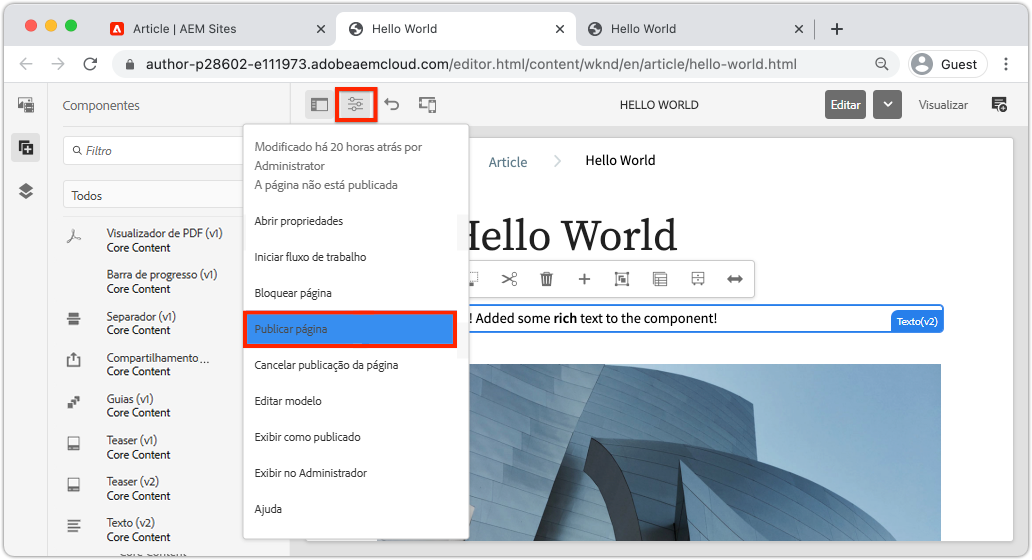 Article | AEM Sites
Hello World
Hello World
author-p28602-e111973.adobeaemcloud.com/editor.html/content/wknd/en/article/hello-world.html
Guest
Componentes
HELLO WORLD
Editar
Visualizar
Filtro
Todos
Visualizador de PDF (v1)
Core Content
Barra de progresso (v1)
Core Content
Separador (v1)
Core Content
Compartilhamento...
Core Content
Guias (v1)
Core Content
Teaser (v1)
Core Content
Teaser (v2)
Core Content
Texto (v2)
Core Content
Core Content
Modificado há 20 horas atrás por
Administrator
A página não está publicada
Abrir propriedades
Iniciar fluxo de trabalho
Bloquear página
Publicar página
Cancelar publicação da página
Editar modelo
Exibir como publicado
Exibir no Administrador
Ajuda
Article
Hello World
Hello World
! Added some rich text to the component!
Texto(v2)